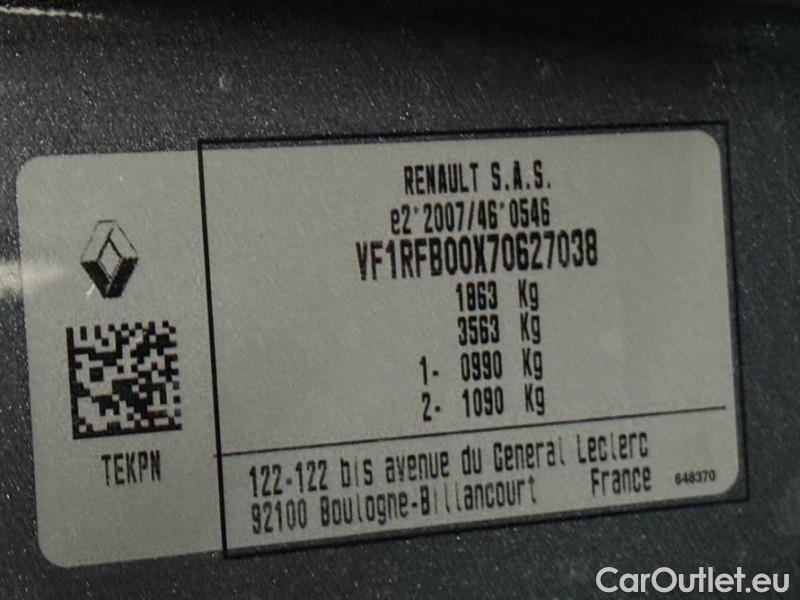 RENAULT S.A.S.
e2*2007/46*0546
VF1RFB00X70627038
1863 Kg
3563 Kg
1- 0990 Kg
2- 1090 Kg
TEKPN
122-122 bis avenue du General Leclerc
92100 Boulogne-Billancourt France
648370
CarOutlet.eu